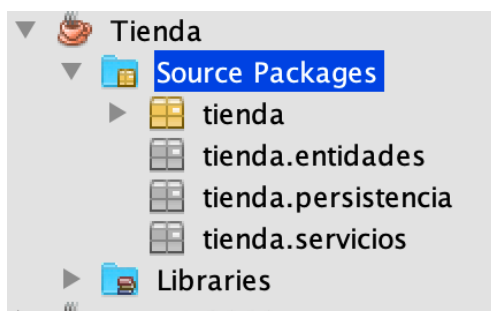 Tienda
Source Packages
tienda
tienda.entidades
tienda.persistencia
tienda.servicios
Libraries